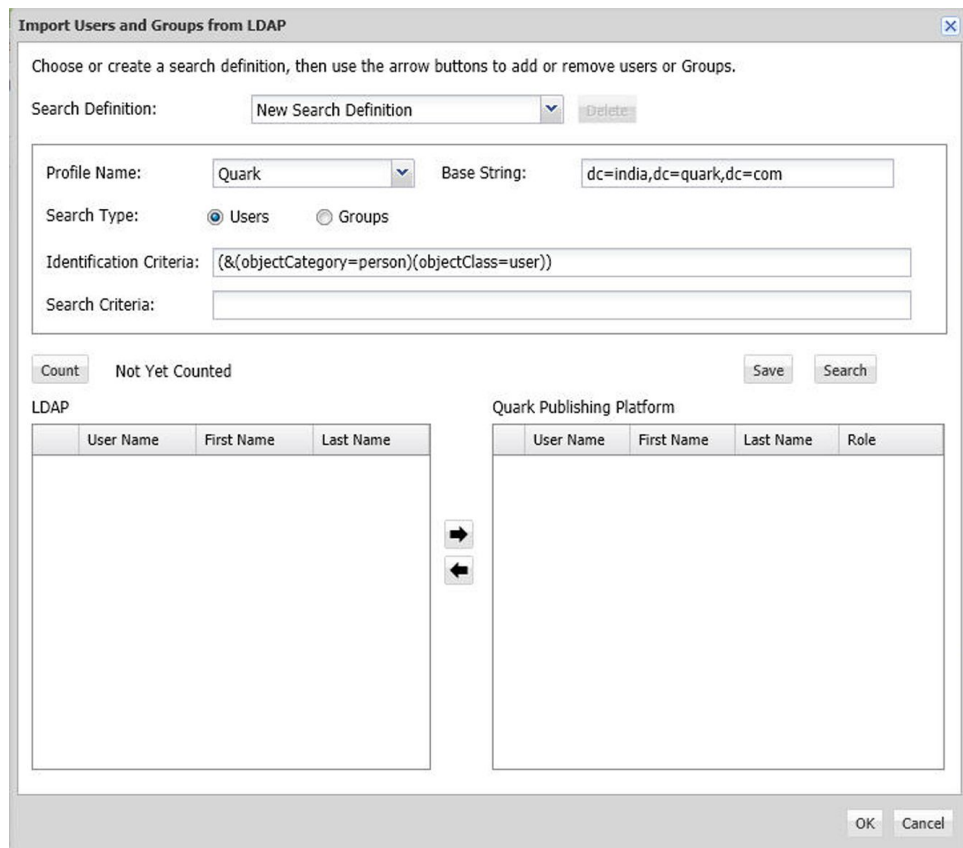 Import Users and Groups from LDAP
Choose or create a search definition, then use the arrow buttons to add or remove users or Groups.
Search Definition: New Search Definition Delete
Profile Name: Quark Base String: dc=india,dc=quark,dc=com
Search Type: Users Groups
Identification Criteria: (&(objectCategory=person)(objectClass=user))
Search Criteria:
Count Not Yet Counted Save Search
LDAP Quark Publishing Platform
User Name First Name Last Name User Name First Name Last Name Role
OK Cancel